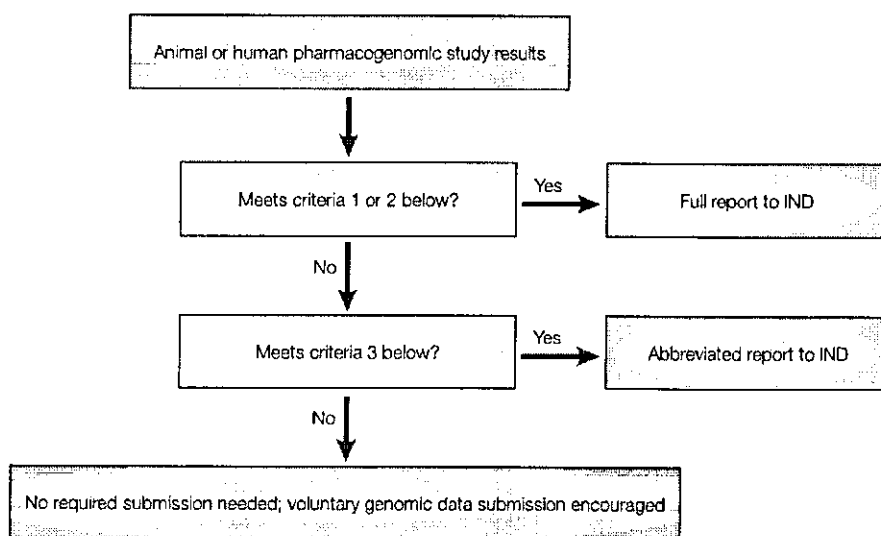 Animal or human pharmacogenomic study results
Meets criteria 1 or 2 below?
Yes
Full report to IND
No
Meets criteria 3 below?
Yes
Abbreviated report to IND
No
No required submission needed; voluntary genomic data submission encouraged